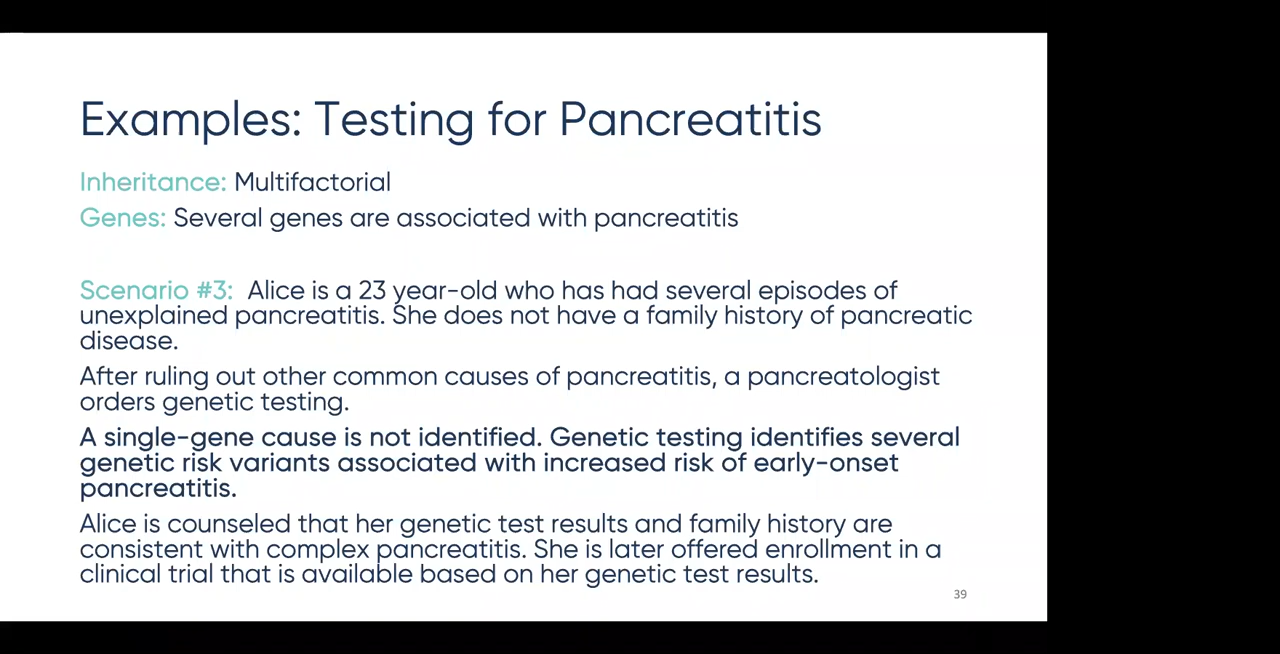 Examples: Testing for Pancreatitis
Inheritance: Multifactorial
Genes: Several genes are associated with pancreatitis
Scenario #3: Alice is a 23 year-old who has had several episodes of
unexplained pancreatitis. She does not have a family history of pancreatic
disease.
After ruling out other common causes of pancreatitis, a pancreatologist
orders genetic testing.
A single-gene cause is not identified. Genetic testing identifies several
genetic risk variants associated with increased risk of early-onset
pancreatitis.
Alice is counseled that her genetic test results and family history are
consistent with complex pancreatitis. She is later offered enrollment in a
clinical trial that is available based on her genetic test results.
39